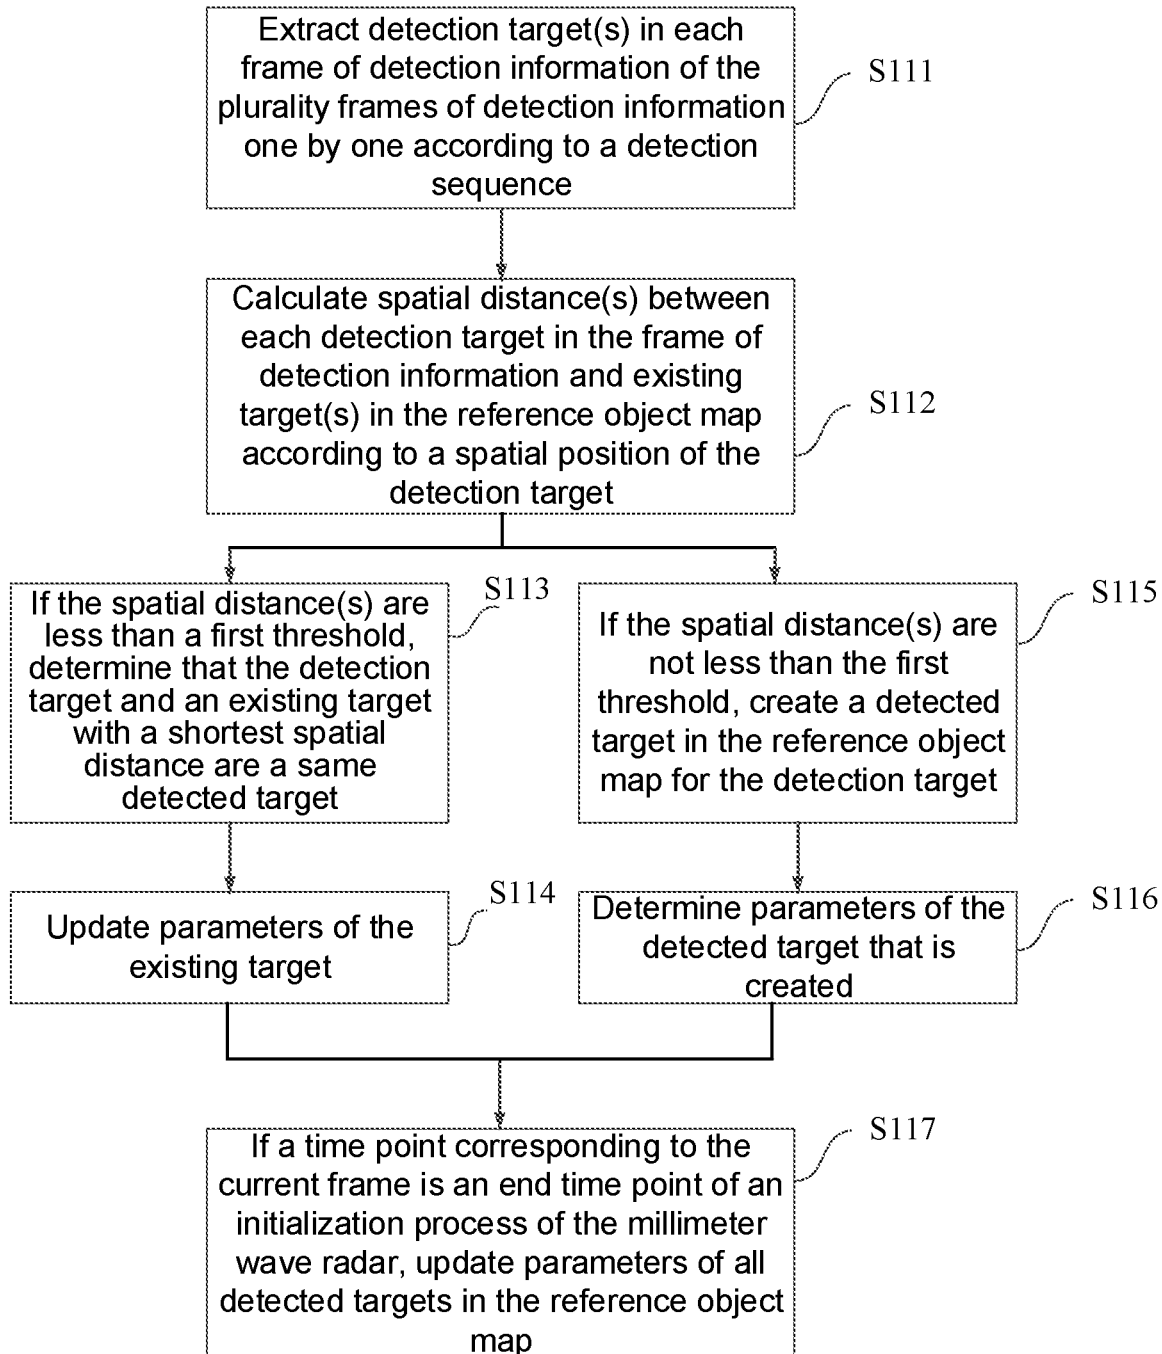 Extract detection target(s) in each
frame of detection information of the
plurality frames of detection information
one by one according to a detection
sequence
S111
Calculate spatial distance(s) between
each detection target in the frame of
detection information and existing
target(s) in the reference object map
according to a spatial position of the
detection target
S112
If the spatial distance(s) are
less than a first threshold,
determine that the detection
target and an existing target
with a shortest spatial
distance are a same
detected target
S113
If the spatial distance(s) are
not less than the first
threshold, create a detected
target in the reference object
map for the detection target
S115
Update parameters of the
existing target
S114
Determine parameters of the
detected target that is
created
S116
If a time point corresponding to the
current frame is an end time point of an
initialization process of the millimeter
wave radar, update parameters of all
detected targets in the reference object
map
S117